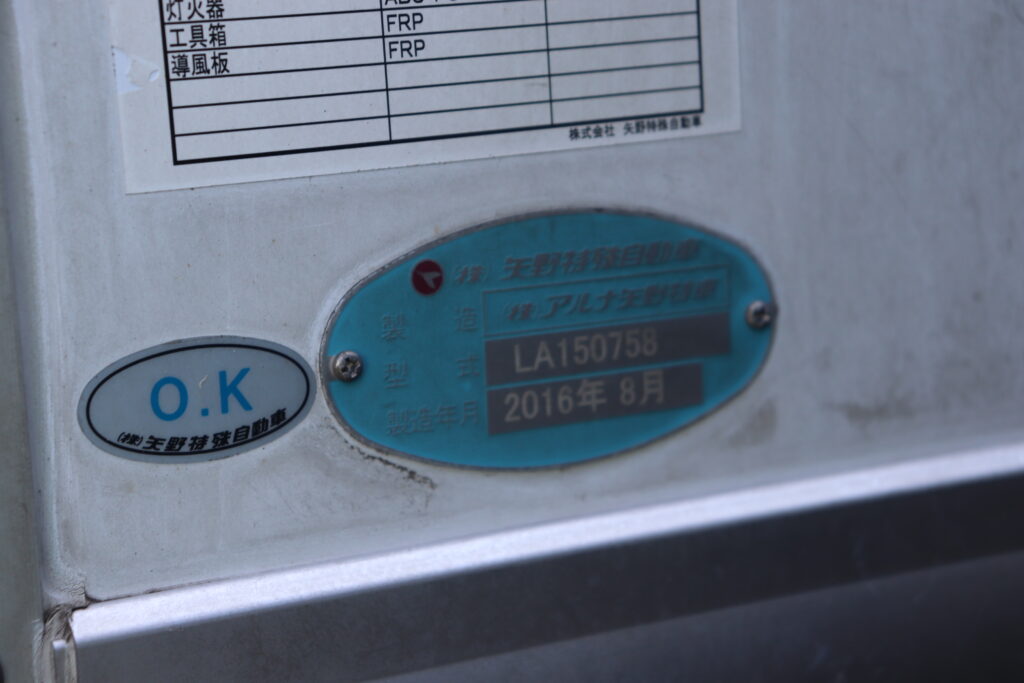 灯火器
工具箱 FRP
導風板 FRP
株式会社 矢野特殊自動車
(株) 矢野特殊自動車
製造 (株) アルナ矢野特車
型式 LA150758
製造年月 2016年 8月
O.K
(株) 矢野特殊自動車